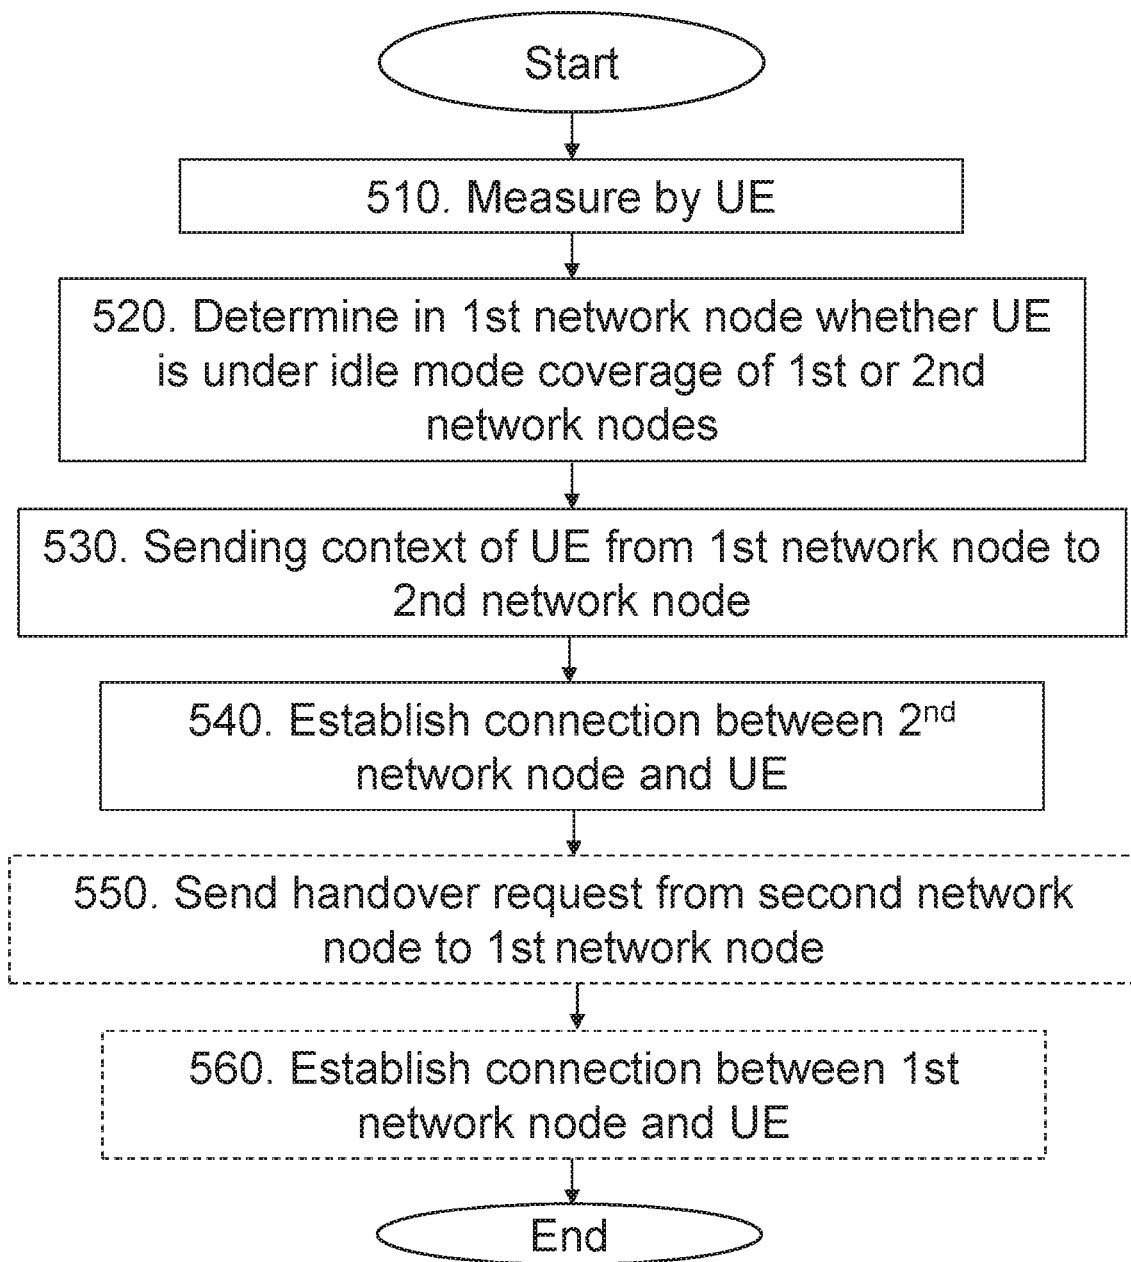 Start
510. Measure by UE
520. Determine in 1st network node whether UE
is under idle mode coverage of 1st or 2nd
network nodes
530. Sending context of UE from 1st network node to
2nd network node
540. Establish connection between 2nd
network node and UE
550. Send handover request from second network
node to 1st network node
560. Establish connection between 1st
network node and UE
End